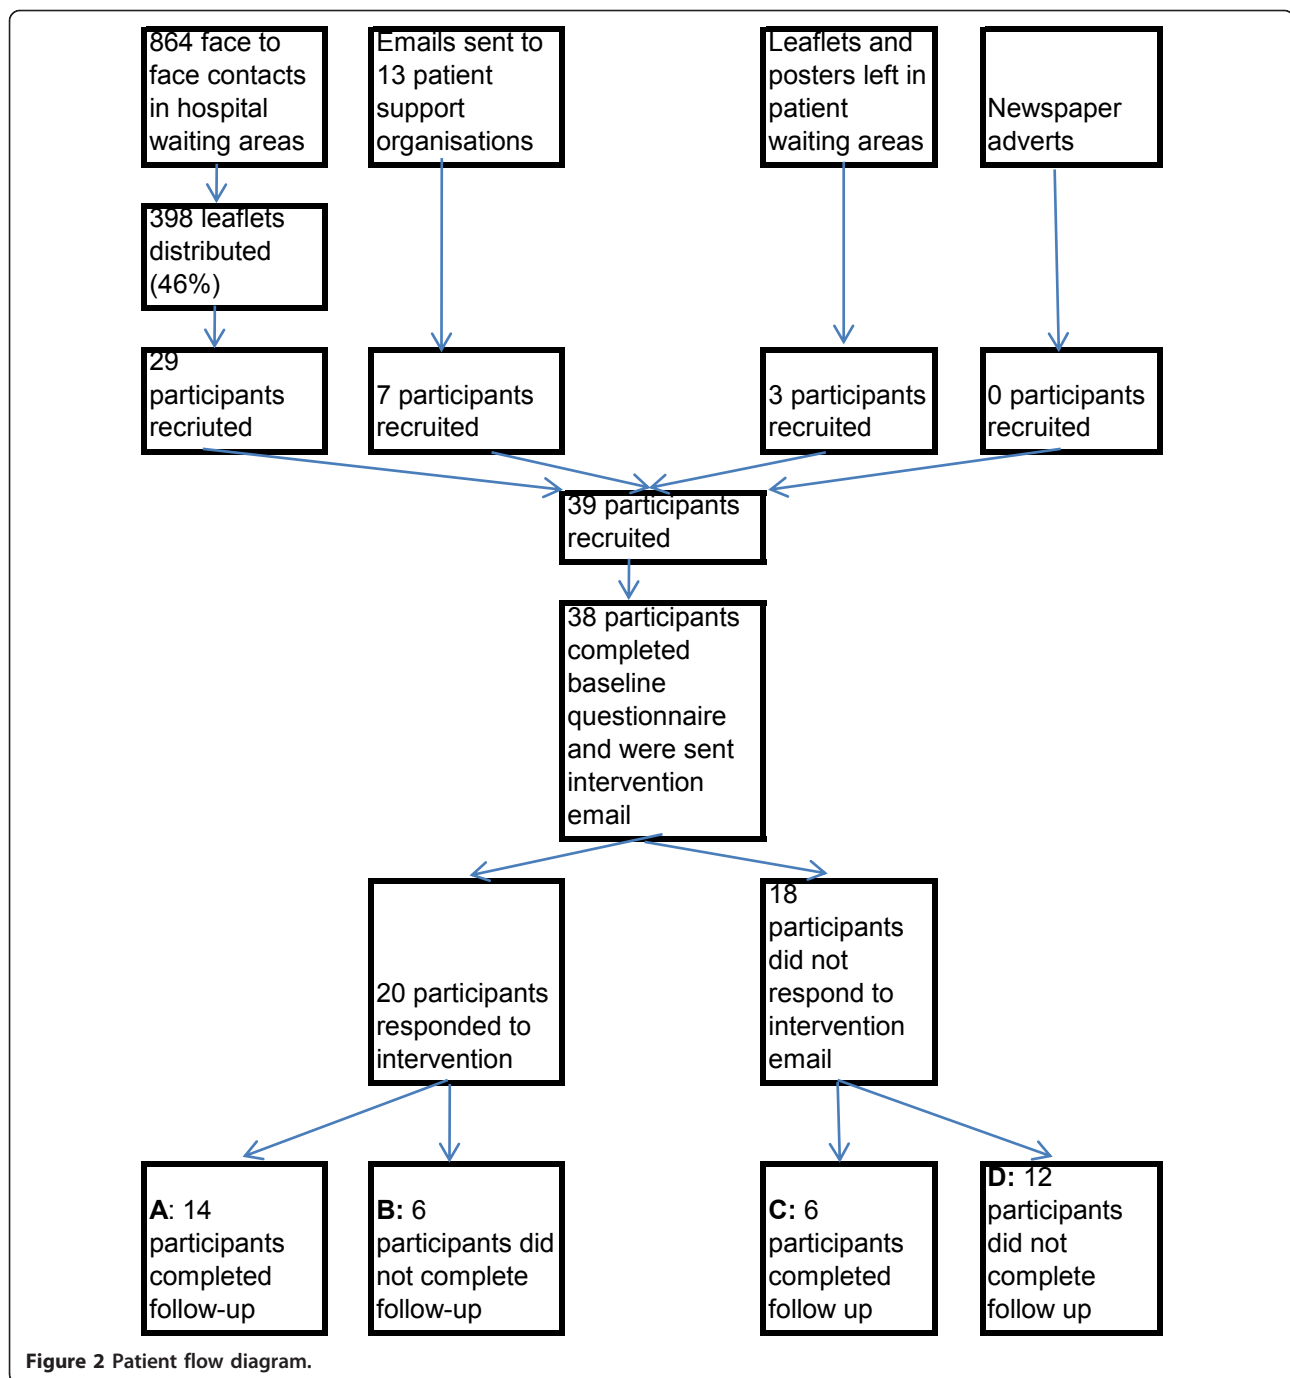 864 face to
face contacts
in hospital
waiting areas
Emails sent to
13 patient
support
organisations
Leaflets and
posters left in
patient
waiting areas
Newspaper
adverts
398 leaflets
distributed
(46%)
29
participants
recriuted
7 participants
recruited
3 participants
recruited
0 participants
recruited
39 participants
recruited
38 participants
completed
baseline
questionnaire
and were sent
intervention
email
20 participants
responded to
intervention
18
participants
did not
respond to
intervention
email
A: 14
participants
completed
follow-up
B: 6
participants did
not complete
follow-up
C: 6
participants
completed
follow up
D: 12
participants
did not
complete
follow up
Figure 2 Patient flow diagram.